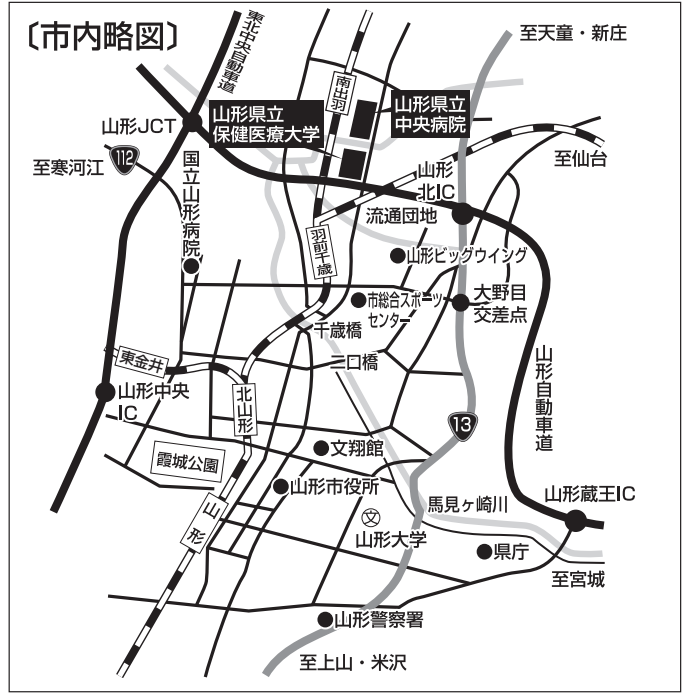 〔市内略図〕
東北中央自動車道
至天童・新庄
南出羽
山形県立
中央病院
山形県立
保健医療大学
山形JCT
至寒河江
112
至仙台
国立山形病院
山形
北IC
流通団地
羽前千歳
山形ビッグウイング
市総合スポーツ
センター
大野目
交差点
千歳橋
二口橋
東金井
山形中央
IC
北山形
山形自動車道
13
文翔館
霞城公園
山形市役所
馬見ヶ崎川
山形蔵王IC
山形
文
山形大学
県庁
至宮城
山形警察署
至上山・米沢